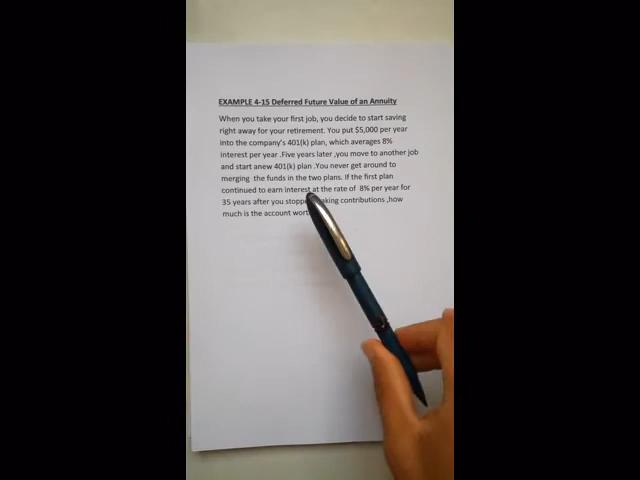 EXAMPLE 4-15 Deferred Future Value of an Annuity
When you take your first job, you decide to start saving
right away for your retirement. You put $5,000 per year
into the company's 401(k) plan, which averages 8%
interest per year .Five years later ,you move to another job
and start anew 401(k) plan .You never get around to
merging the funds in the two plans. If the first plan
continued to earn interest at the rate of 8% per year for
35 years after you contributions ,how
much is the account